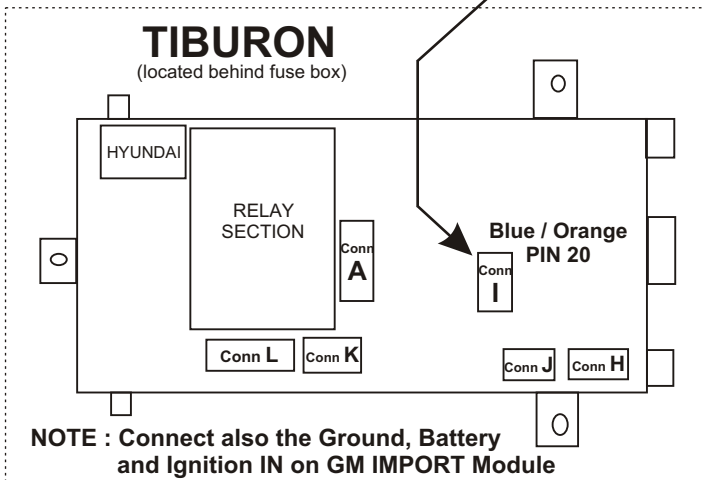 TIBURON
(located behind fuse box)
HYUNDAI
RELAY
SECTION
Conn
A
Blue / Orange
PIN 20
Conn
I
Conn L
Conn K
Conn J
Conn H
NOTE : Connect also the Ground, Battery
and Ignition IN on GM IMPORT Module